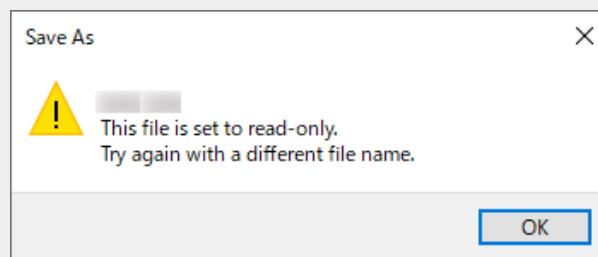 Save As
This file is set to read-only.
Try again with a different file name.
OK